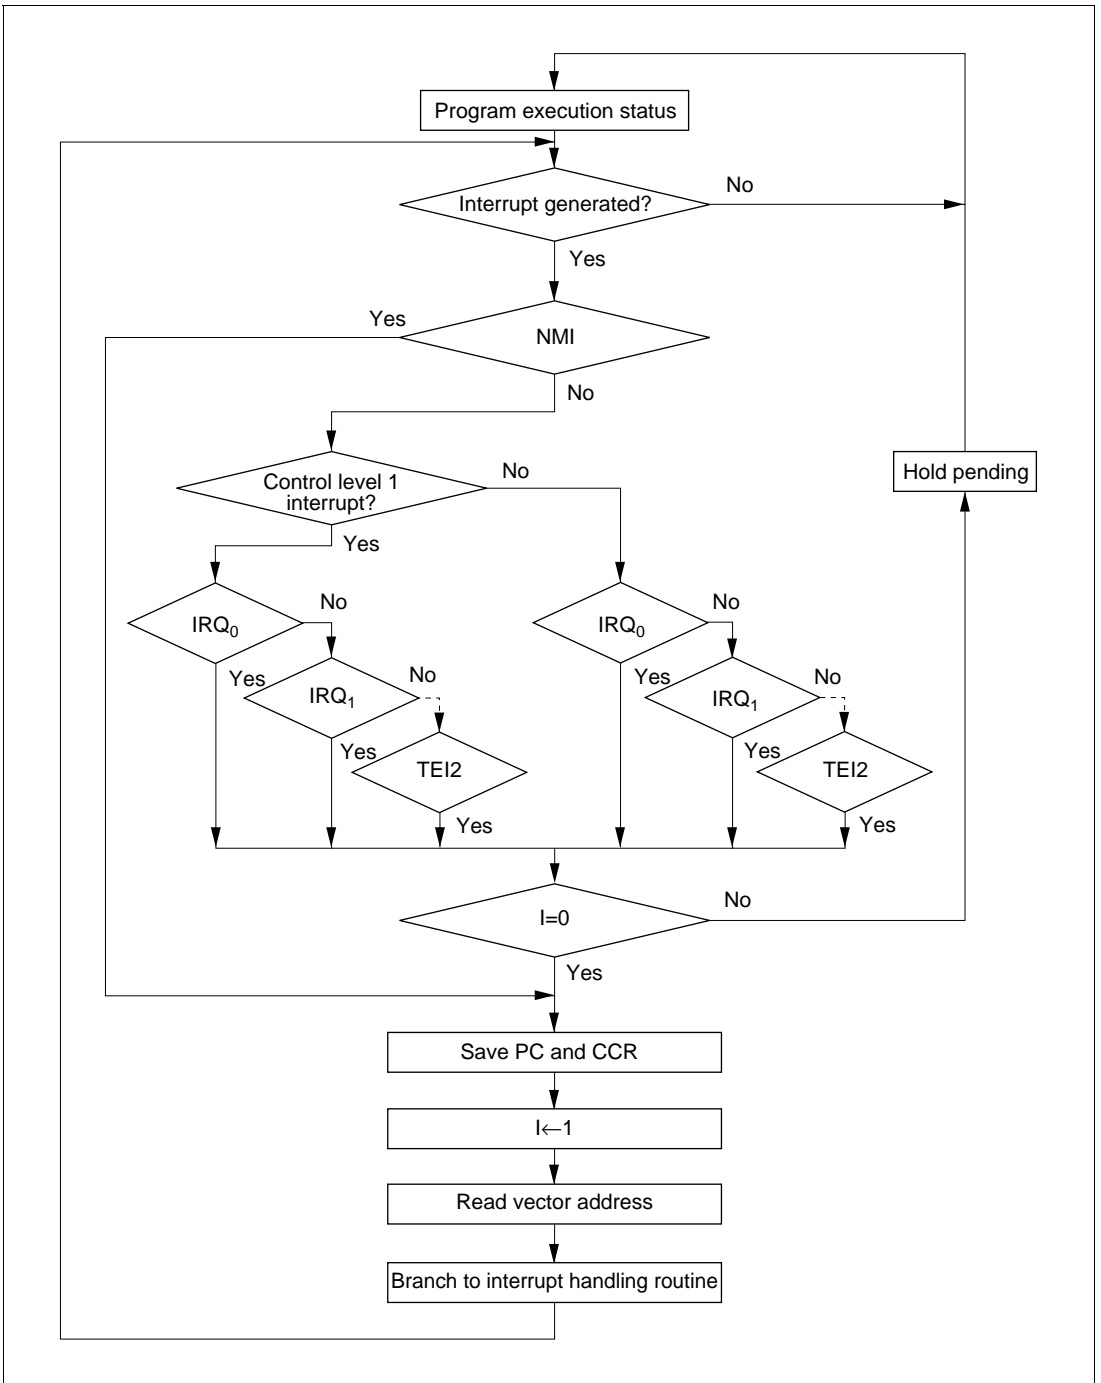 Program execution status
Interrupt generated?
No
Yes
Yes
NMI
No
Control level 1
interrupt?
No
Hold pending
Yes
IRQ0
No
IRQ0
No
Yes
IRQ1
No
Yes
IRQ1
No
Yes
TEI2
Yes
TEI2
Yes
Yes
I=0
No
Yes
Save PC and CCR
I←1
Read vector address
Branch to interrupt handling routine